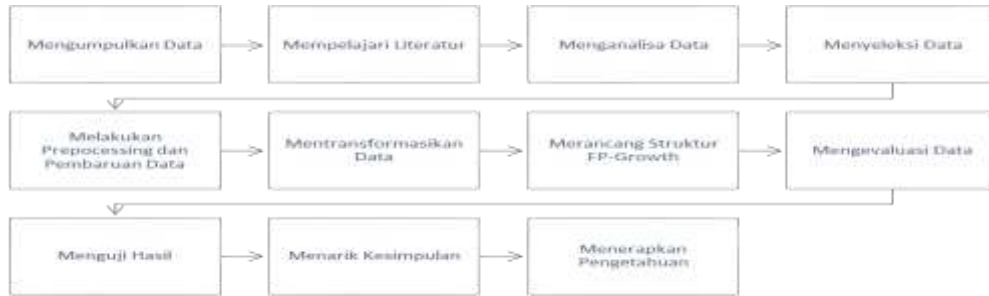 Mengumpulkan Data
Mempelajari Literatur
Menganalisa Data
Menyeleksi Data
Melakukan
Prepocessing dan
Pembaruan Data
Mentransformasikan
Data
Merancang Struktur
FP-Growth
Mengevaluasi Data
Menguji Hasil
Menarik Kesimpulan
Menerapkan
Pengetahuan